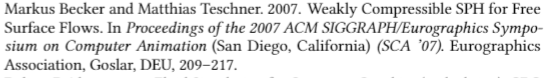 Markus Becker and Matthias Teschner. 2007. Weakly Compressible SPH for Free
Surface Flows. In Proceedings of the 2007 ACM SIGGRAPH/Eurographics Sympo-
sium on Computer Animation (San Diego, California) (SCA '07). Eurographics
Association, Goslar, DEU, 209–217.